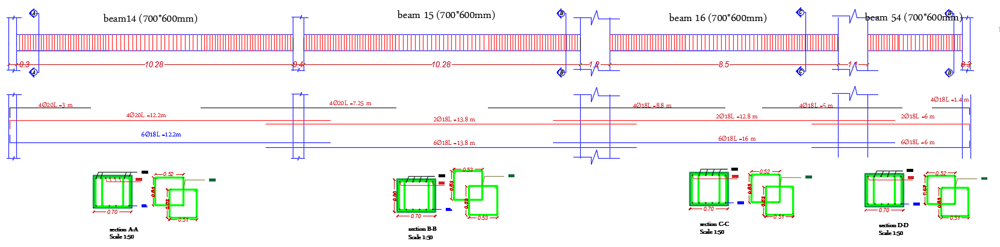 A
beam14 (700*600mm)
beam 15 (700*600mm)
B
beam 16 (700*600mm)
C
beam 54 (700*600mm)
D
0.3
10.28
0.4
10.28
1.2
8.5
1.1
0.3
A
B
C
D
4Ø20L =3 m
4Ø20L =7.25 m
4Ø18L =8.8 m
4Ø18L =5 m
4Ø18L =1.4 m
4Ø20L =12.2m
2Ø18L =13.8 m
2Ø18L =12.8 m
2Ø18L =6 m
6Ø18L =12.2m
6Ø18L =13.8 m
6Ø18L =16 m
6Ø18L =6 m
0.52
0.53
0.52
0.52
0.70
0.51
0.70
0.53
0.70
0.51
0.70
0.51
section A-A
Scale 1:50
section B-B
Scale 1:50
section C-C
Scale 1:50
section D-D
Scale 1:50